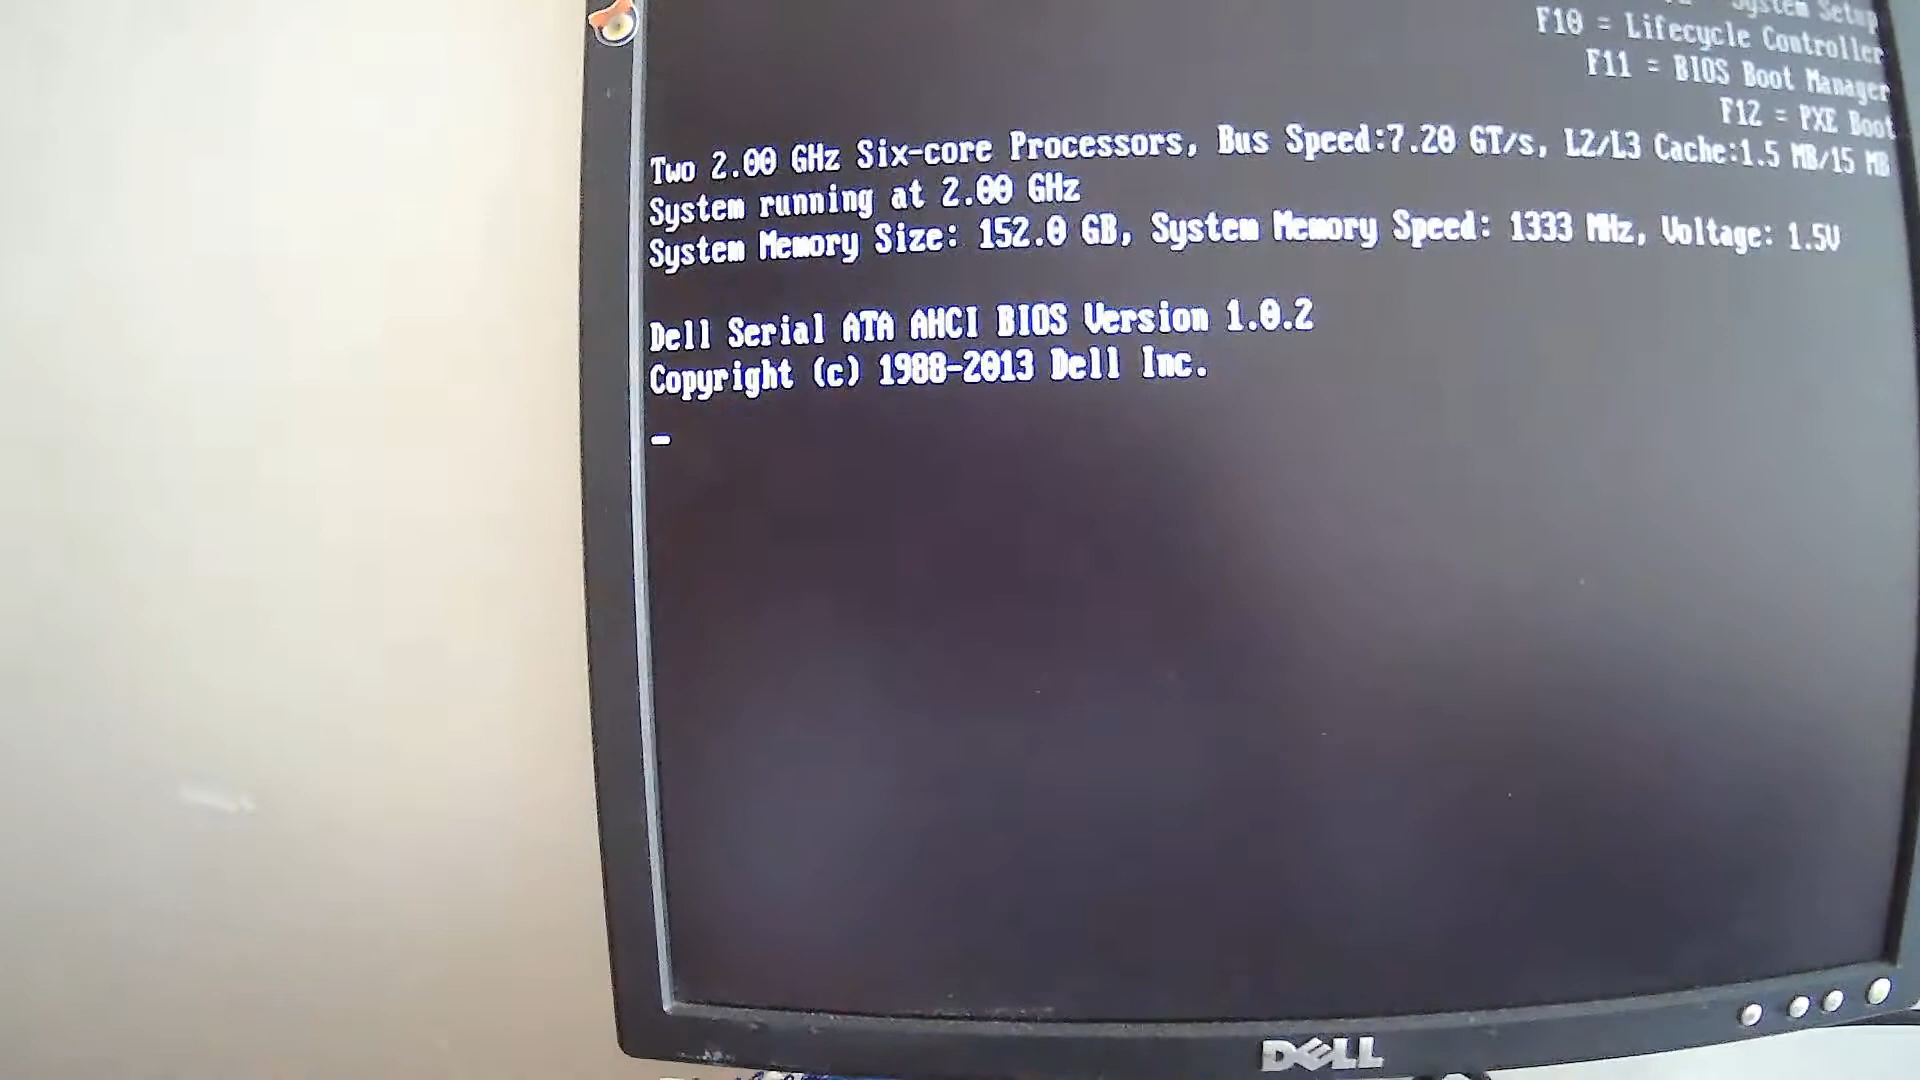 System Setup
F10 = Lifecycle Controller
F11 = BIOS Boot Manager
F12 = PXE Boot
Two 2.00 GHz Six-core Processors, Bus Speed:7.20 GT/s, L2/L3 Cache:1.5 MB/15 MB
System running at 2.00 GHz
System Memory Size: 152.0 GB, System Memory Speed: 1333 MHz, Voltage: 1.5V
Dell Serial ATA AHCI BIOS Version 1.0.2
Copyright (c) 1988-2013 Dell Inc.
DELL